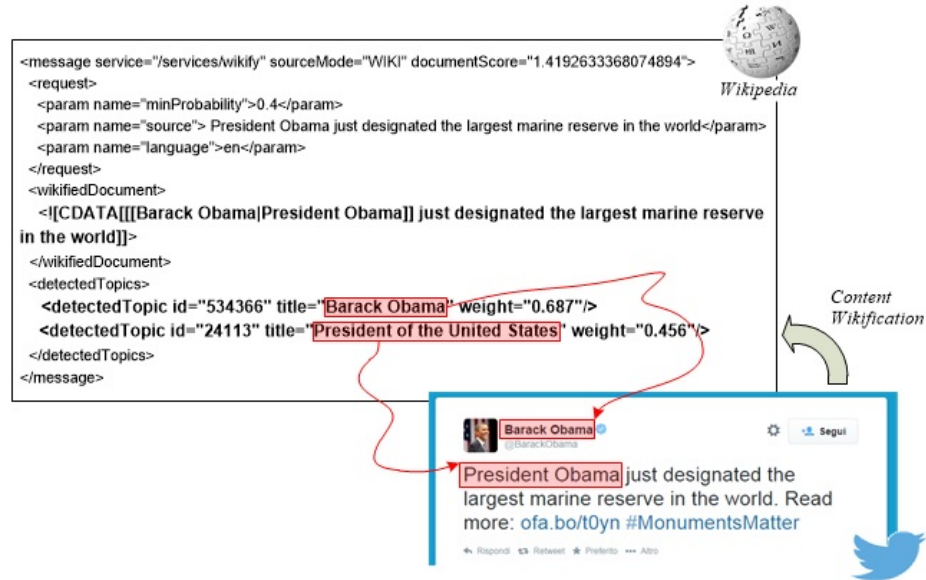 <message service="/services/wikify" sourceMode="WIKI" documentScore="1.4192633368074894">
<request>
<param name="minProbability">0.4</param>
<param name="source"> President Obama just designated the largest marine reserve in the world</param>
<param name="language">en</param>
</request>
<wikifiedDocument>
<![CDATA[[[Barack Obama|President Obama]] just designated the largest marine reserve
in the world]]>
</wikifiedDocument>
<detectedTopics>
<detectedTopic id="534366" title="Barack Obama" weight="0.687"/>
<detectedTopic id="24113" title="President of the United States" weight="0.456"/>
</detectedTopics>
</message>
Wikipedia
Content
Wikification
Barack Obama
@BarackObama
Segui
President Obama just designated the
largest marine reserve in the world. Read
more: ofa.bo/t0yn #MonumentsMatter
Rispondi Retweet Preferito Altro